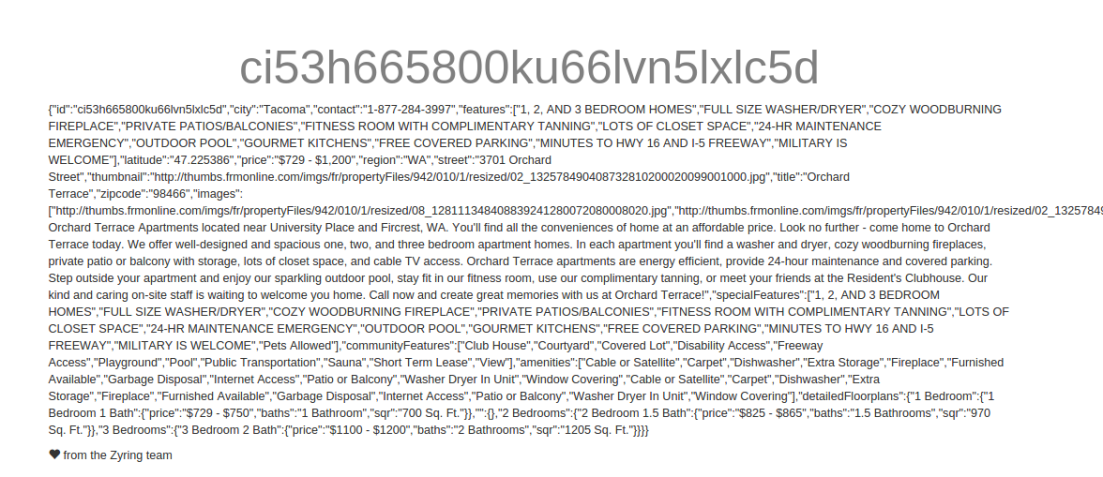 ci53h665800ku66lvn5lxlc5d
{"id":"ci53h665800ku66lvn5lxlc5d","city":"Tacoma","contact":"1-877-284-3997","features":["1, 2, AND 3 BEDROOM HOMES","FULL SIZE WASHER/DRYER","COZY WOODBURNING
FIREPLACE","PRIVATE PATIOS/BALCONIES","FITNESS ROOM WITH COMPLIMENTARY TANNING","LOTS OF CLOSET SPACE","24-HR MAINTENANCE
EMERGENCY","OUTDOOR POOL","GOURMET KITCHENS","FREE COVERED PARKING","MINUTES TO HWY 16 AND I-5 FREEWAY","MILITARY IS
WELCOME"],"latitude":"47.225386","price":"$729 - $1,200","region":"WA","street":"3701 Orchard
Street","thumbnail":"http://thumbs.frmonline.com/imgs/fr/propertyFiles/942/010/1/resized/02_132578490408732810200020099001000.jpg","title":"Orchard
Terrace","zipcode":"98466","images":
["http://thumbs.frmonline.com/imgs/fr/propertyFiles/942/010/1/resized/08_128111348408839241280072080008020.jpg","http://thumbs.frmonline.com/imgs/fr/propertyFiles/942/010/1/resized/02_13257849
Orchard Terrace Apartments located near University Place and Fircrest, WA. You'll find all the conveniences of home at an affordable price. Look no further - come home to Orchard
Terrace today. We offer well-designed and spacious one, two, and three bedroom apartment homes. In each apartment you'll find a washer and dryer, cozy woodburning fireplaces,
private patio or balcony with storage, lots of closet space, and cable TV access. Orchard Terrace apartments are energy efficient, provide 24-hour maintenance and covered parking.
Step outside your apartment and enjoy our sparkling outdoor pool, stay fit in our fitness room, use our complimentary tanning, or meet your friends at the Resident's Clubhouse. Our
kind and caring on-site staff is waiting to welcome you home. Call now and create great memories with us at Orchard Terrace!","specialFeatures":["1, 2, AND 3 BEDROOM
HOMES","FULL SIZE WASHER/DRYER","COZY WOODBURNING FIREPLACE","PRIVATE PATIOS/BALCONIES","FITNESS ROOM WITH COMPLIMENTARY TANNING","LOTS OF
CLOSET SPACE","24-HR MAINTENANCE EMERGENCY","OUTDOOR POOL","GOURMET KITCHENS","FREE COVERED PARKING","MINUTES TO HWY 16 AND I-5
FREEWAY","MILITARY IS WELCOME","Pets Allowed"],"communityFeatures":["Club House","Courtyard","Covered Lot","Disability Access","Freeway
Access","Playground","Pool","Public Transportation","Sauna","Short Term Lease","View"],"amenities":["Cable or Satellite","Carpet","Dishwasher","Extra Storage","Fireplace","Furnished
Available","Garbage Disposal","Internet Access","Patio or Balcony","Washer Dryer In Unit","Window Covering","Cable or Satellite","Carpet","Dishwasher","Extra
Storage","Fireplace","Furnished Available","Garbage Disposal","Internet Access","Patio or Balcony","Washer Dryer In Unit","Window Covering"],"detailedFloorplans":{"1 Bedroom":{"1
Bedroom 1 Bath":{"price":"$729 - $750","baths":"1 Bathroom","sqr":"700 Sq. Ft."}},"":{},"2 Bedrooms":{"2 Bedroom 1.5 Bath":{"price":"$825 - $865","baths":"1.5 Bathrooms","sqr":"970
Sq. Ft."}},"3 Bedrooms":{"3 Bedroom 2 Bath":{"price":"$1100 - $1200","baths":"2 Bathrooms","sqr":"1205 Sq. Ft."}}}}
♥ from the Zyring team